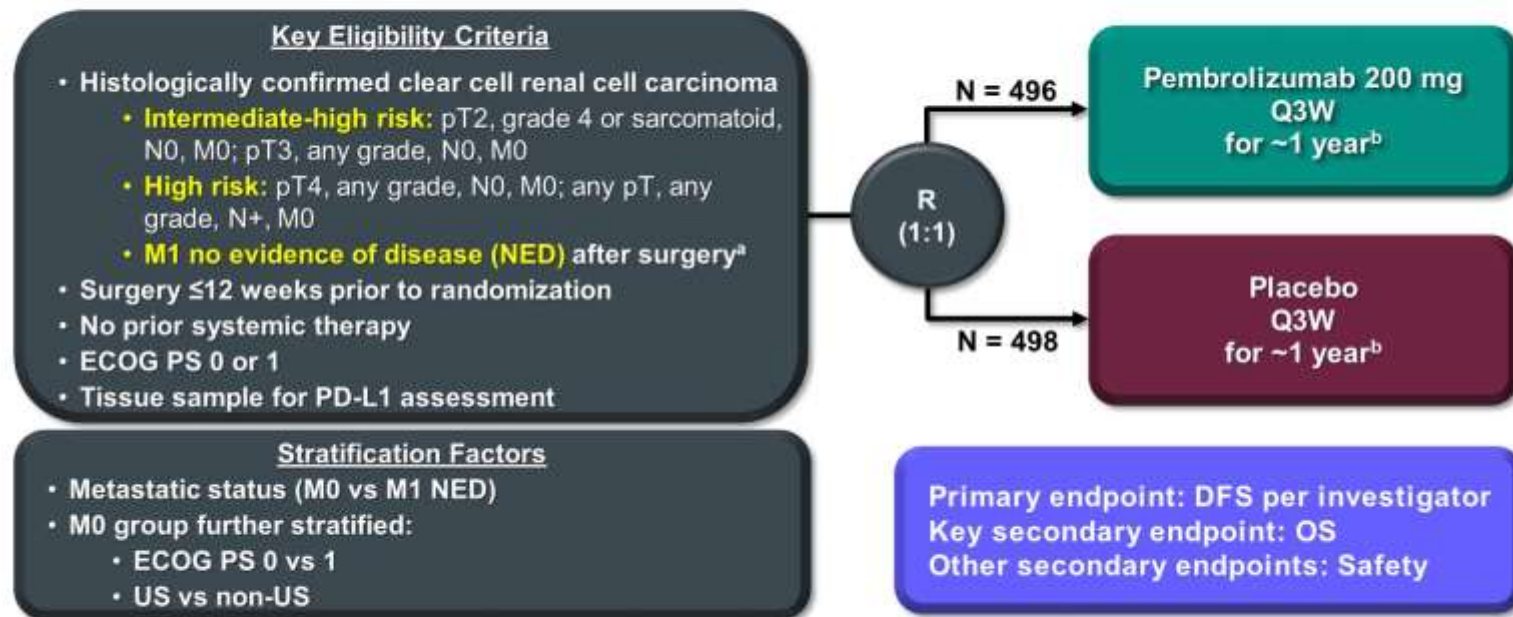 Key Eligibility Criteria
• Histologically confirmed clear cell renal cell carcinoma
• Intermediate-high risk: pT2, grade 4 or sarcomatoid,
N0, M0; pT3, any grade, N0, M0
• High risk: pT4, any grade, N0, M0; any pT, any
grade, N+, M0
• M1 no evidence of disease (NED) after surgeryᵃ
• Surgery ≤12 weeks prior to randomization
• No prior systemic therapy
• ECOG PS 0 or 1
• Tissue sample for PD-L1 assessment
Stratification Factors
• Metastatic status (M0 vs M1 NED)
• M0 group further stratified:
• ECOG PS 0 vs 1
• US vs non-US
R
(1:1)
N = 496
Pembrolizumab 200 mg
Q3W
for ~1 yearᵇ
N = 498
Placebo
Q3W
for ~1 yearᵇ
Primary endpoint: DFS per investigator
Key secondary endpoint: OS
Other secondary endpoints: Safety